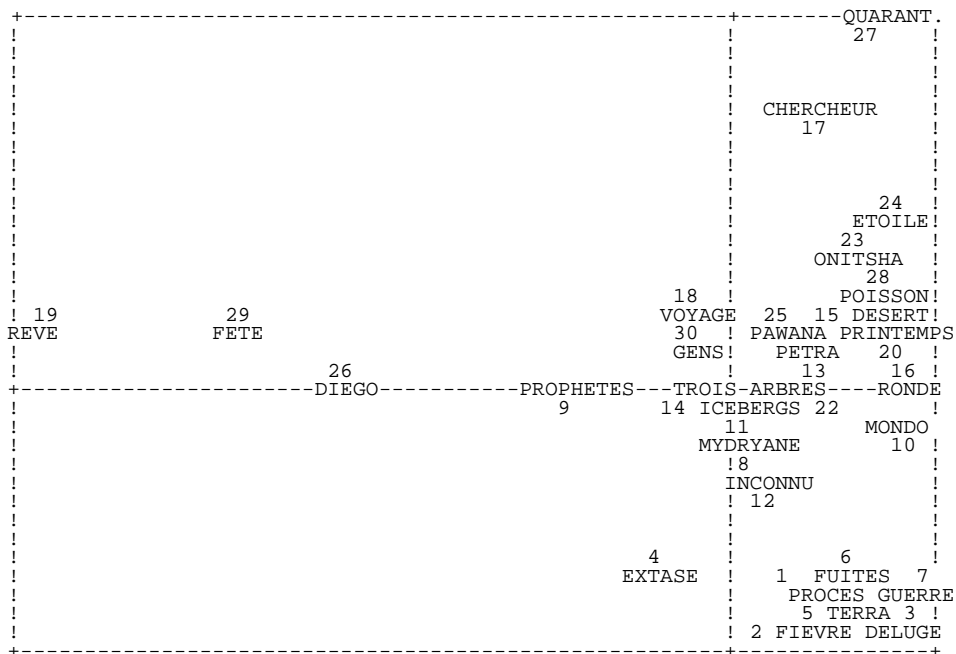 +-----------------------------------------------------------+--------QUARANT.
! ! 27 !
! ! !
! ! !
! ! !
! ! CHERCHEUR !
! ! 17 !
! ! !
! ! !
! ! !
! ! 24 !
! ! ETOILE!
! ! 23 !
! ! ONITSHA !
! ! 28 !
! 18 ! POISSON!
! 19 29 VOYAGE 25 15 DESERT!
REVE FETE 30 ! PAWANA PRINTEMPS
! GENS! PETRA 20 !
! 26 ! 13 16 !
+------------------------DIEGO-----------PROPHETES---TROIS-ARBRES----RONDE
! 9 14 ICEBERGS 22 !
! 11 MONDO !
! MYDRYANE 10 !
! !8 !
! INCONNU !
! ! 12 !
! ! !
! ! !
! 4 ! 6 !
! EXTASE ! 1 FUITES 7
! ! PROCES GUERRE
! ! 5 TERRA 3 !
! ! 2 FIEVRE DELUGE
+-----------------------------------------------------------+----------------+